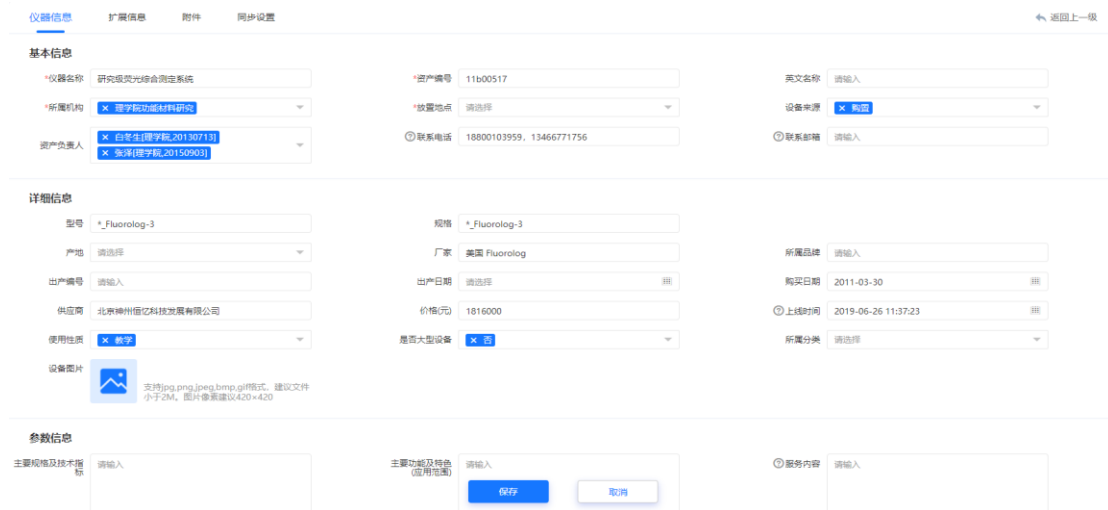 仪器信息 扩展信息 附件 同步设置 返回上一级
基本信息
*仪器名称 研究级荧光综合测定系统 *资产编号 11b00517 英文名称 请输入
*所属机构 × 理学院功能材料研究 *放置地点 请选择 设备来源 × 购置
资产负责人 × 白冬生[理学院,20130713] ?联系电话 18800103959，13466771756 ?联系邮箱 请输入
× 张泽[理学院,20150903]
详细信息
型号 *_Fluorolog-3 规格 *_Fluorolog-3
产地 请选择 厂家 美国 Fluorolog 所属品牌 请输入
出产编号 请输入 出产日期 请选择 购买日期 2011-03-30
供应商 北京神州恒亿科技发展有限公司 价格(元) 1816000 ?上线时间 2019-06-26 11:37:23
使用性质 × 教学 是否大型设备 × 否 所属分类 请选择
设备图片
支持jpg,png,jpeg,bmp,gif格式，建议文件
小于2M。图片像素建议420×420
参数信息
主要规格及技术指
标 请输入 主要功能及特色
(应用范围) 请输入 ?服务内容 请输入
保存 取消